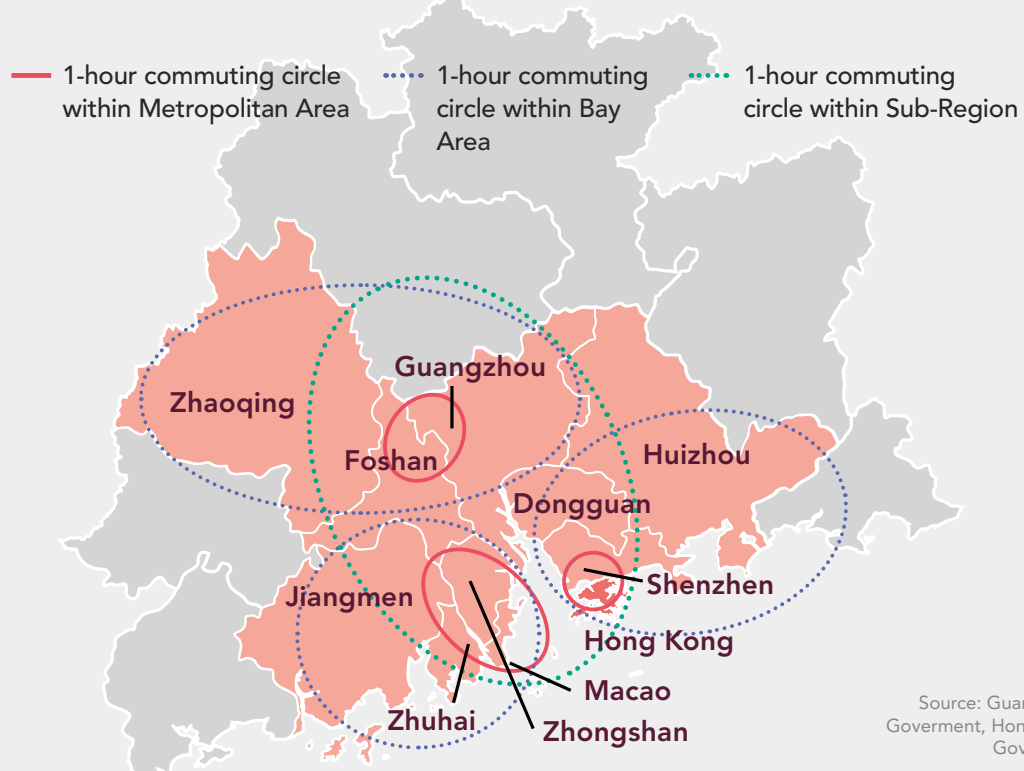 1-hour commuting circle
within Metropolitan Area
1-hour commuting
circle within Bay
Area
1-hour commuting
circle within Sub-Region
Guangzhou
Zhaoqing
Foshan
Huizhou
Dongguan
Jiangmen
Shenzhen
Hong Kong
Macao
Zhuhai
Zhongshan
Source: Guan
Goverment, Hon
Gov